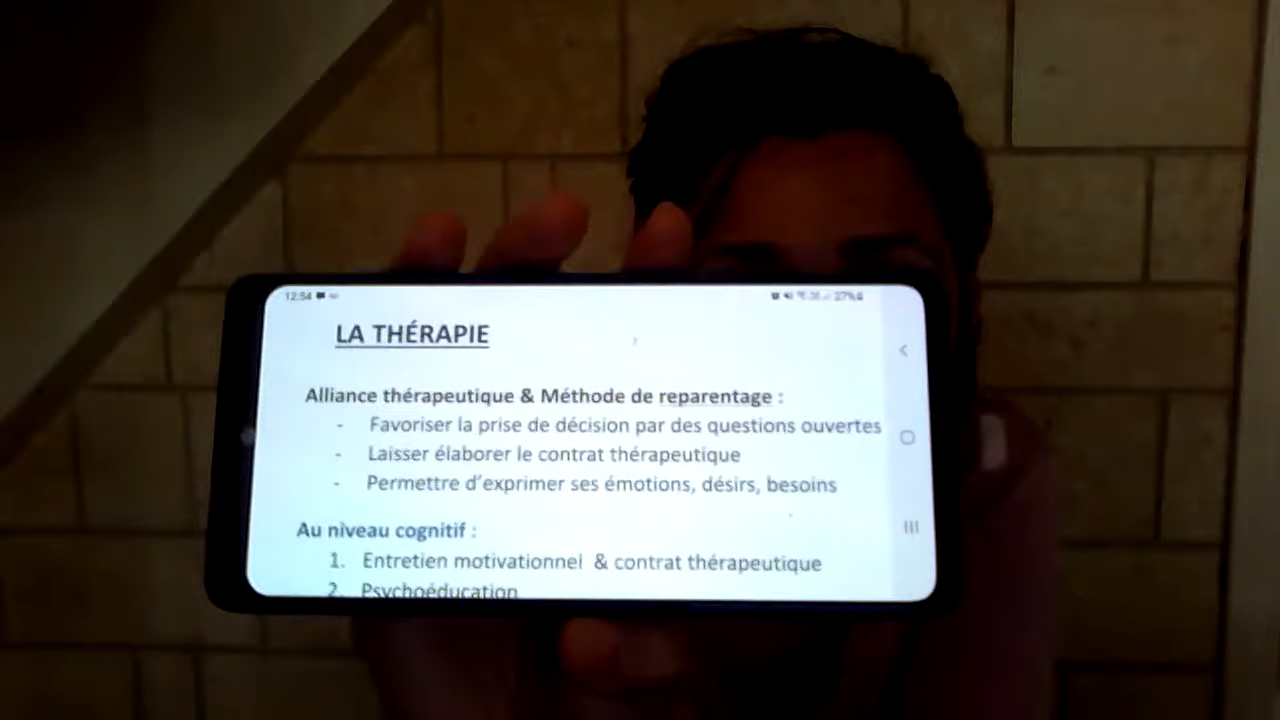 12:54
27%
LA THÉRAPIE
Alliance thérapeutique & Méthode de reparentage :
- Favoriser la prise de décision par des questions ouvertes
- Laisser élaborer le contrat thérapeutique
- Permettre d'exprimer ses émotions, désirs, besoins
Au niveau cognitif :
1. Entretien motivationnel & contrat thérapeutique
2. Psychoéducation